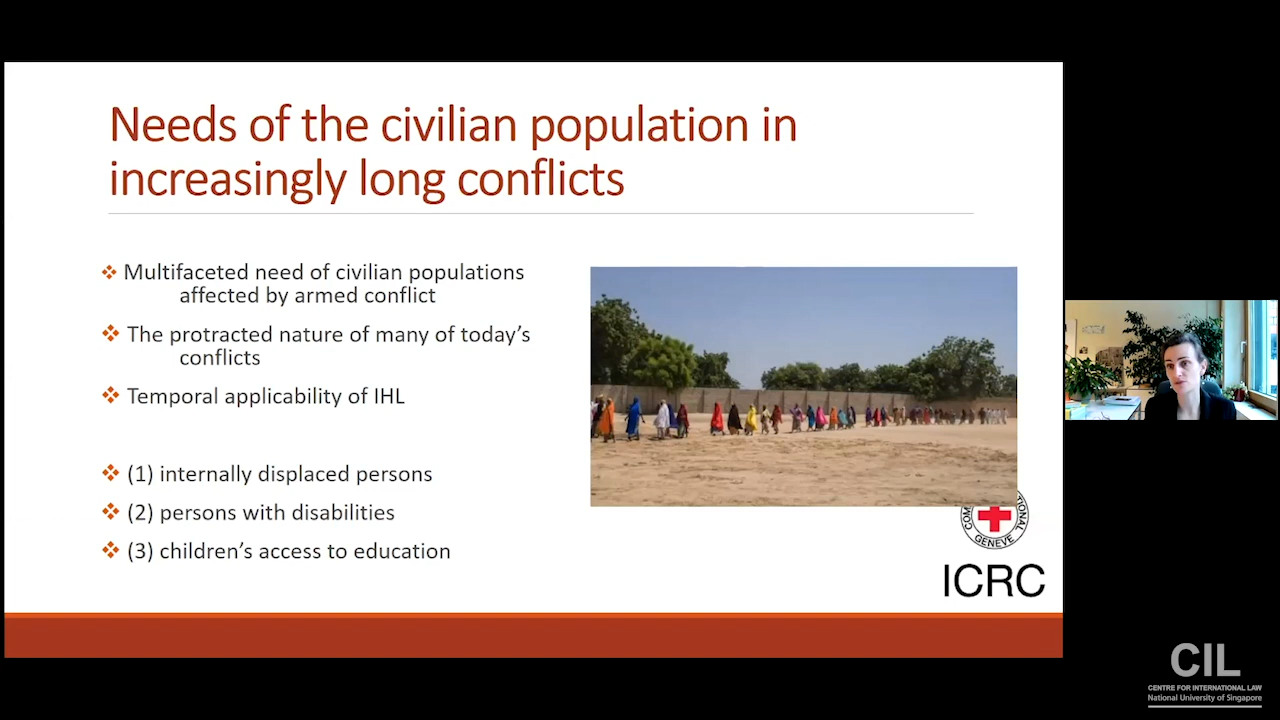 Needs of the civilian population in
increasingly long conflicts
Multifaceted need of civilian populations
affected by armed conflict
The protracted nature of many of today’s
conflicts
Temporal applicability of IHL
(1) internally displaced persons
(2) persons with disabilities
(3) children’s access to education
GENEVE
ICRC
CIL
CENTRE FOR INTERNATIONAL LAW
National University of Singapore